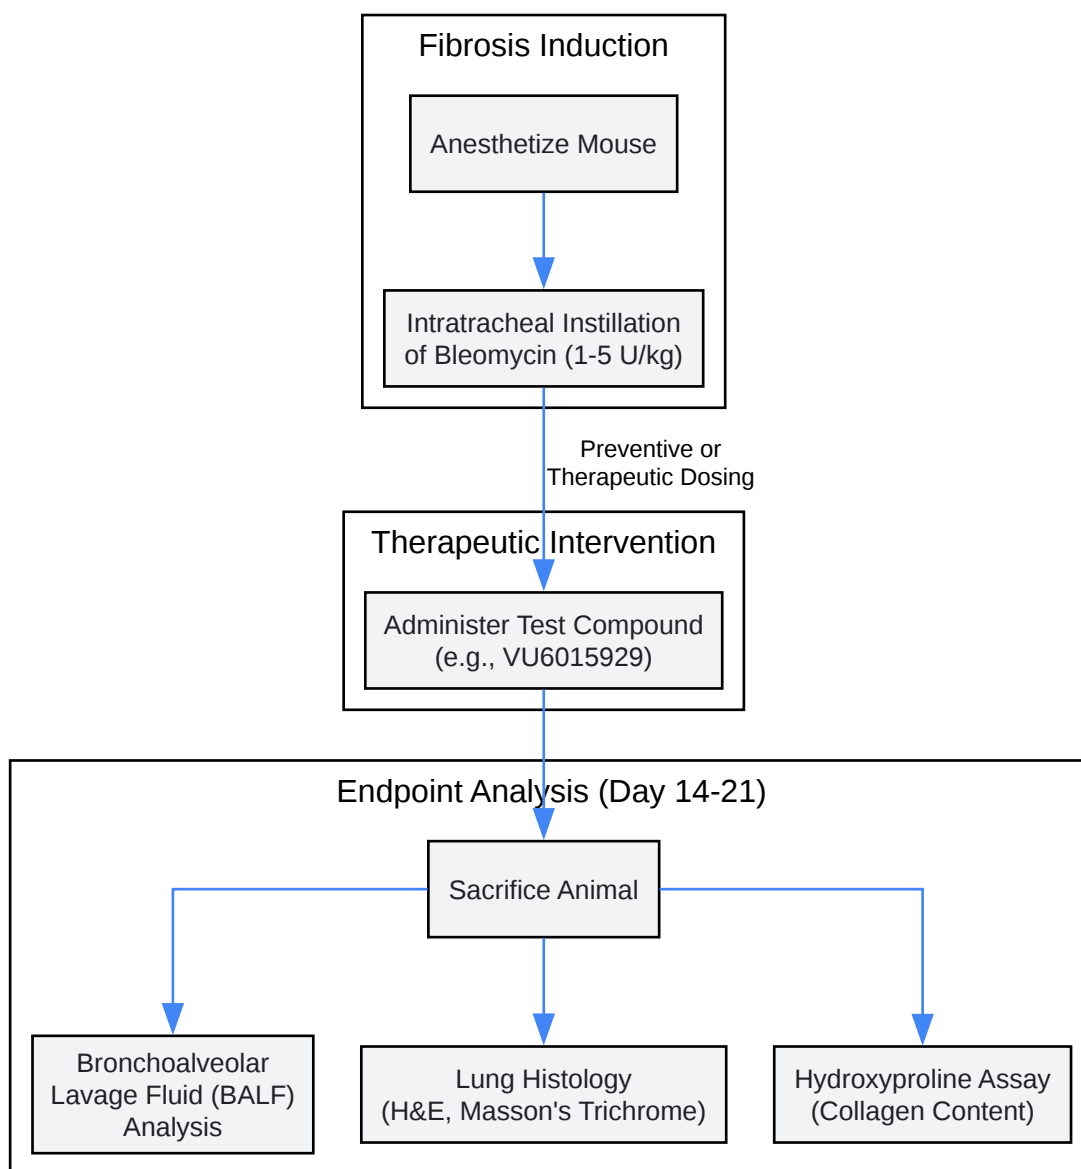 Fibrosis Induction
Anesthetize Mouse
Intratracheal Instillation
of Bleomycin (1-5 U/kg)
Preventive or
Therapeutic Dosing
Therapeutic Intervention
Administer Test Compound
(e.g., VU6015929)
Endpoint Analysis (Day 14-21)
Sacrifice Animal
Bronchoalveolar
Lavage Fluid (BALF)
Analysis
Lung Histology
(H&E, Masson's Trichrome)
Hydroxyproline Assay
(Collagen Content)